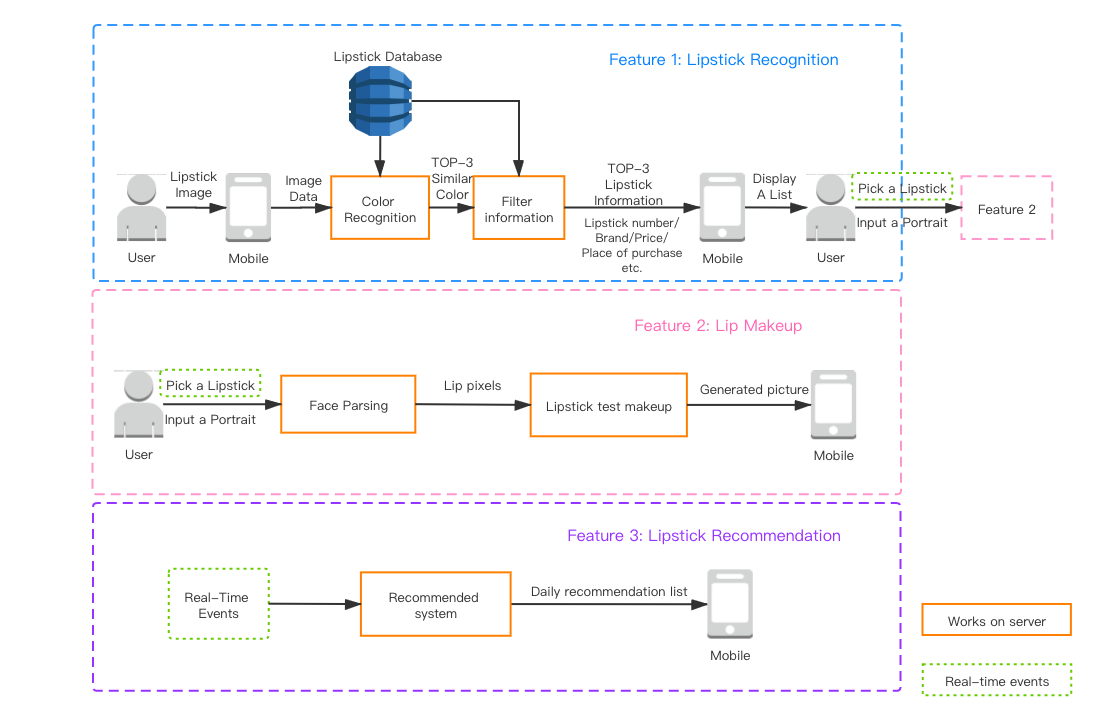 Lipstick Database
Feature 1: Lipstick Recognition
Lipstick
Image
Image
Data
Color
Recognition
TOP-3
Similar
Color
Filter
information
TOP-3
Lipstick
Information
Lipstick number/
Brand/Price/
Place of purchase
etc.
Display
A List
Pick a Lipstick
Input a Portrait
Feature 2
User
Mobile
Mobile
User
Feature 2: Lip Makeup
Pick a Lipstick
Input a Portrait
User
Face Parsing
Lip pixels
Lipstick test makeup
Generated picture
Mobile
Feature 3: Lipstick Recommendation
Real-Time
Events
Recommended
system
Daily recommendation list
Mobile
Works on server
Real-time events